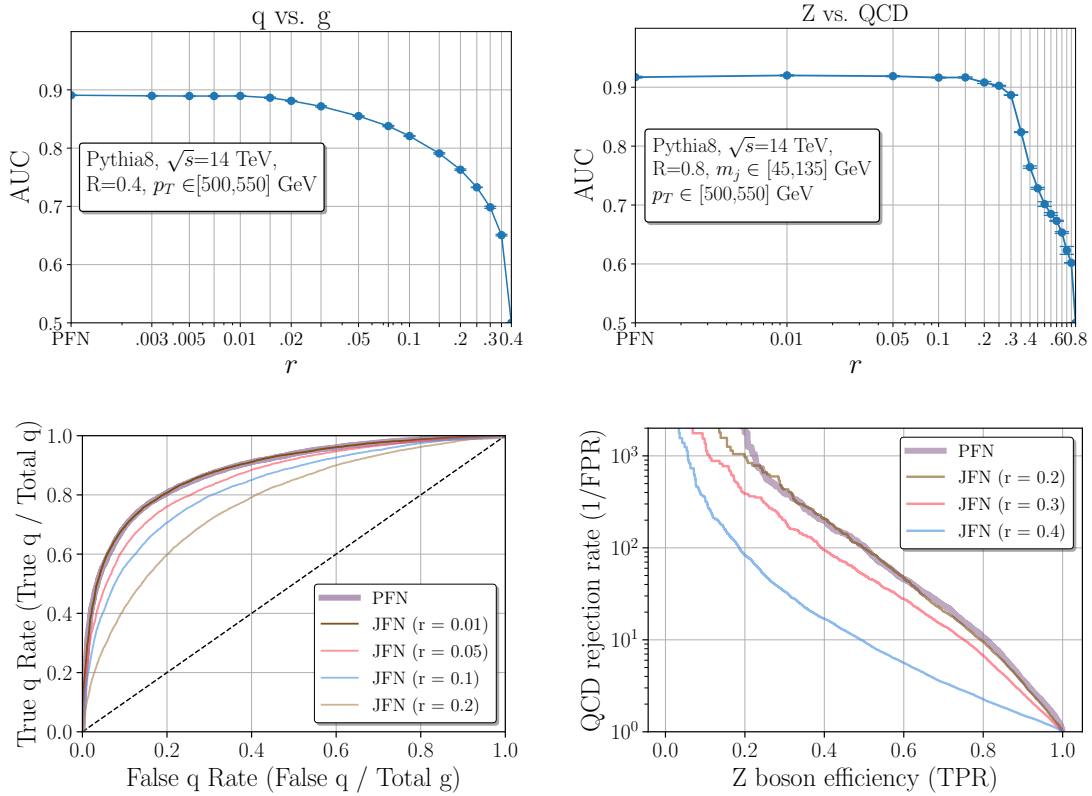 q vs. g
AUC
0.9
0.8
0.7
0.6
0.5
Pythia8, √s=14 TeV,
R=0.4, p_T ∈[500,550] GeV
PFN .003 .005 0.01 .02 .05 0.1 .2 .3 0.4
r
Z vs. QCD
AUC
0.9
0.8
0.7
0.6
0.5
Pythia8, √s=14 TeV,
R=0.8, m_j ∈ [45,135] GeV
p_T ∈ [500,550] GeV
PFN 0.01 .05 0.1 .2 .3 .4 .6 0.8
r
True q Rate (True q / Total q)
1.0
0.8
0.6
0.4
0.2
0.0
PFN
JFN (r = 0.01)
JFN (r = 0.05)
JFN (r = 0.1)
JFN (r = 0.2)
0.0 0.2 0.4 0.6 0.8 1.0
False q Rate (False q / Total g)
QCD rejection rate (1/FPR)
10³
10²
10¹
10⁰
PFN
JFN (r = 0.2)
JFN (r = 0.3)
JFN (r = 0.4)
0.0 0.2 0.4 0.6 0.8 1.0
Z boson efficiency (TPR)